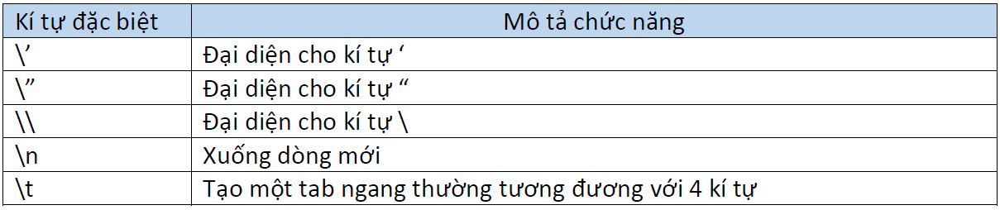 Kí tự đặc biệt Mô tả chức năng
\’ Đại diện cho kí tự ‘
\” Đại diện cho kí tự “
\\ Đại diện cho kí tự \
\n Xuống dòng mới
\t Tạo một tab ngang thường tương đương với 4 kí tự